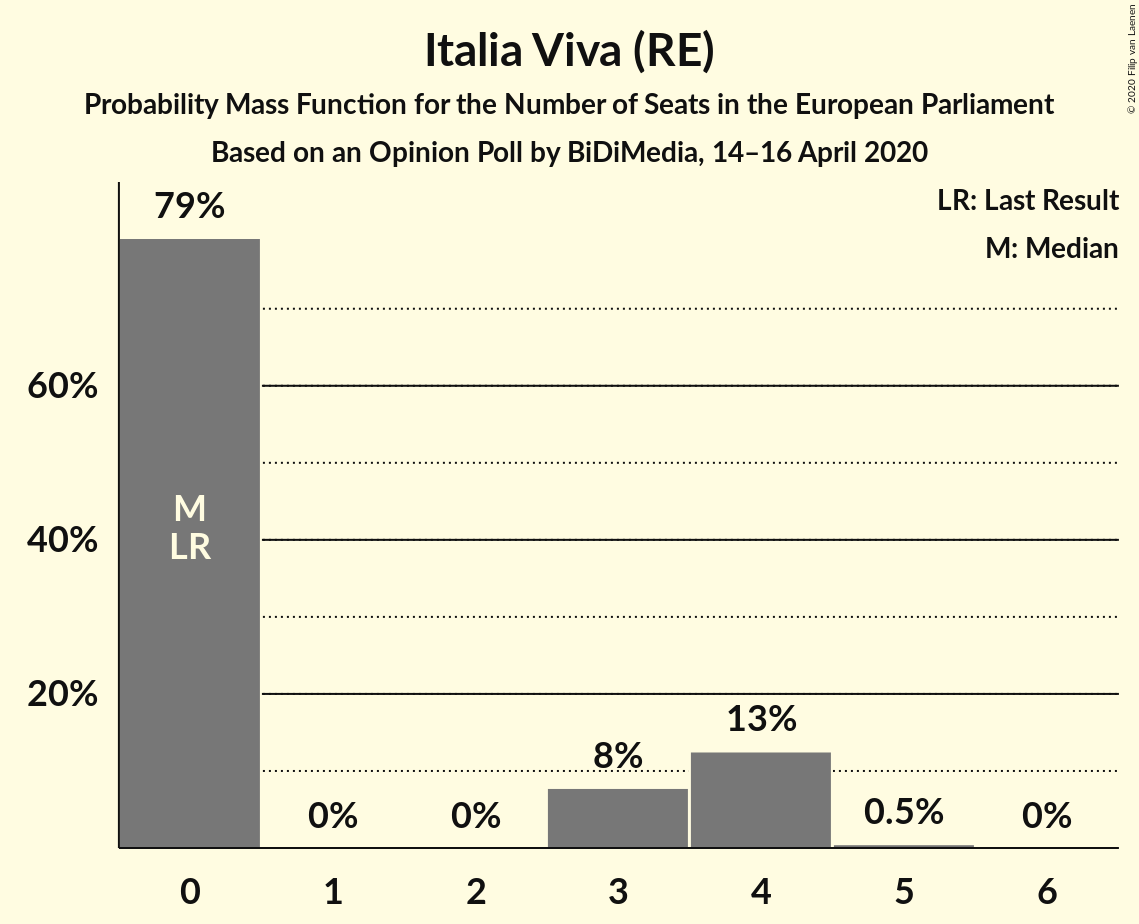 Italia Viva (RE)
Probability Mass Function for the Number of Seats in the European Parliament
Based on an Opinion Poll by BiDiMedia, 14–16 April 2020
© 2020 Filip van Laenen
LR: Last Result
M: Median
79%
60%
40%
20%
M
LR
0%
0%
8%
13%
0.5%
0%
0 1 2 3 4 5 6